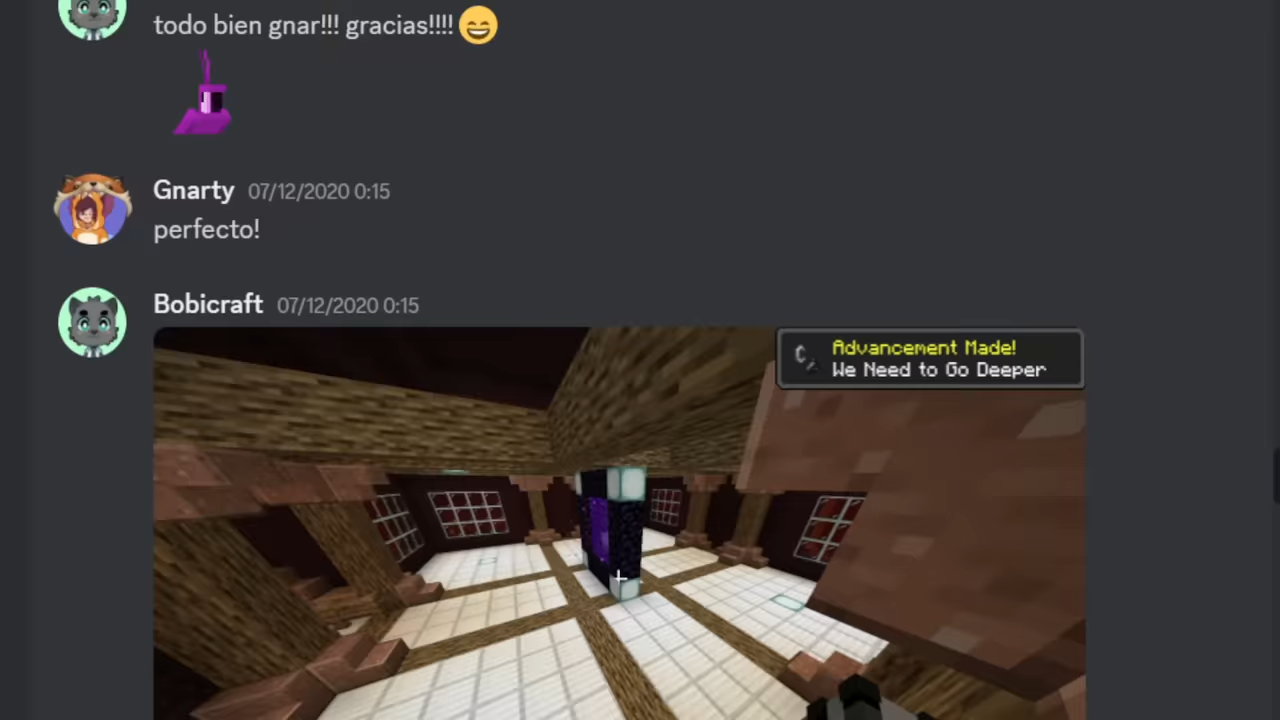 todo bien gnar!!! gracias!!!!
Gnarty 07/12/2020 0:15
perfecto!
Bobicraft 07/12/2020 0:15
Advancement Made!
We Need to Go Deeper